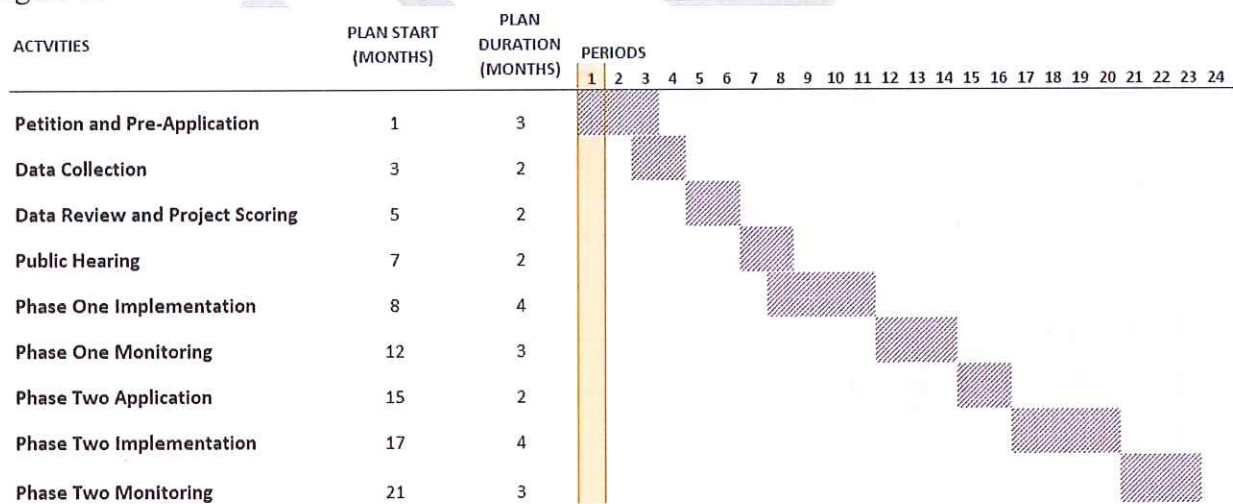 ACTVITIES
PLAN START
(MONTHS)
PLAN
DURATION
(MONTHS)
PERIODS
1 2 3 4 5 6 7 8 9 10 11 12 13 14 15 16 17 18 19 20 21 22 23 24
Petition and Pre-Application 1 3
Data Collection 3 2
Data Review and Project Scoring 5 2
Public Hearing 7 2
Phase One Implementation 8 4
Phase One Monitoring 12 3
Phase Two Application 15 2
Phase Two Implementation 17 4
Phase Two Monitoring 21 3